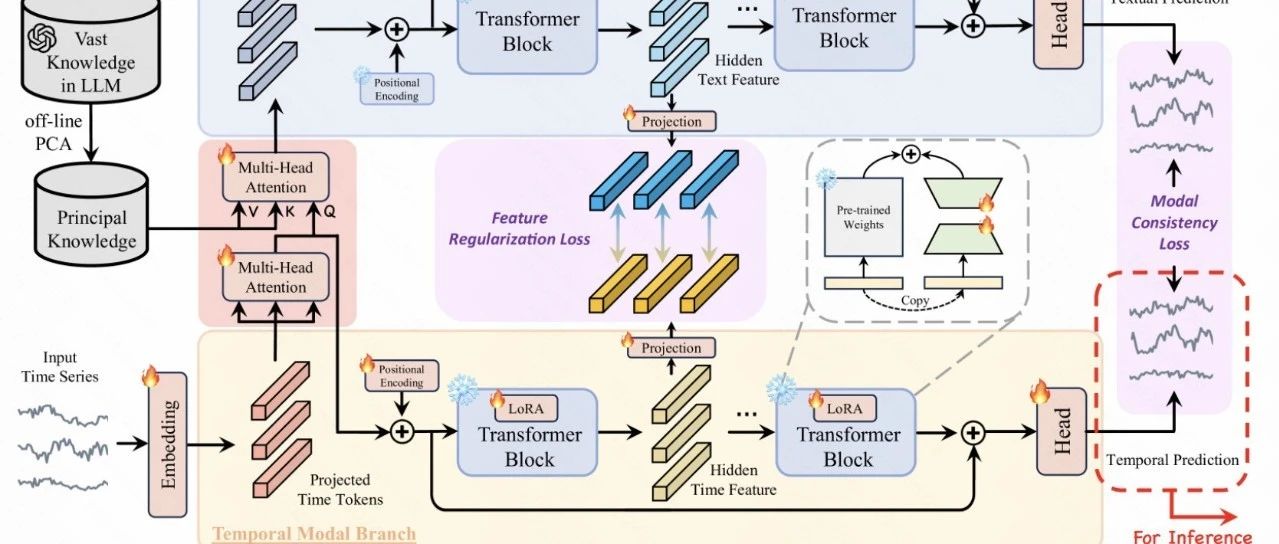 Textual Prediction
Vast
Knowledge
in LLM
Transformer
Block
...
Transformer
Block
Head
Hidden
Text Feature
Positional
Encoding
Projection
off-line
PCA
Principal
Knowledge
Multi-Head
Attention
V
K
Q
Multi-Head
Attention
Feature
Regularization Loss
Pre-trained
Weights
Copy
Modal
Consistency
Loss
Projection
Input
Time Series
Embedding
Projected
Time Tokens
Positional
Encoding
LoRA
Transformer
Block
...
Hidden
Time Feature
LoRA
Transformer
Block
Head
Temporal Prediction
Temporal Modal Branch
For Inference